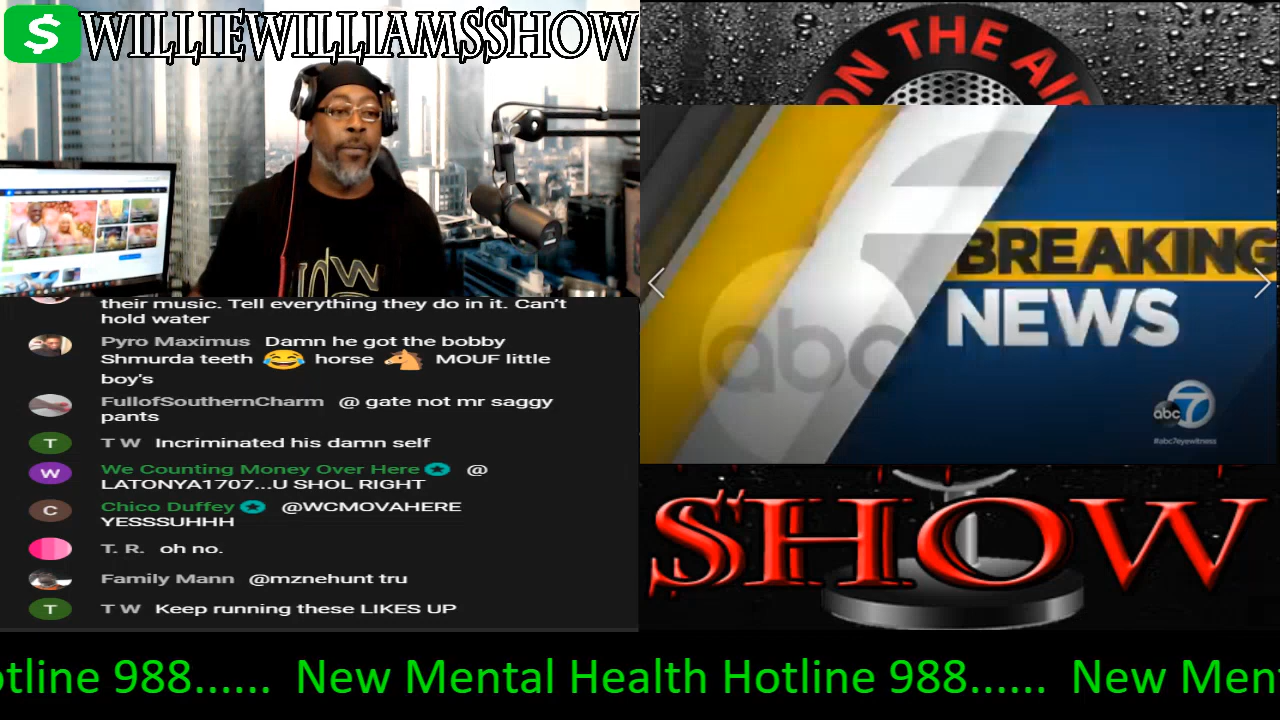 $ WILLIEWILLIAMSSHOW
their music. Tell everything they do in it. Can't
hold water
Pyro Maximus Damn he got the bobby
Shmurda teeth 😂 horse 🐴 MOUF little
boy's
FullofSouthernCharm @ gate not mr saggy
pants
T T W Incriminated his damn self
W We Counting Money Over Here @
LATONYA1707...U SHOL RIGHT
C Chico Duffey @WCMOVAHERE
YESSSUHHH
T. R. oh no.
Family Mann @mznehunt tru
T T W Keep running these LIKES UP
ON THE AIR
abc
BREAKING
NEWS
abc 7
#abc7eyewitness
SHOW
otline 988...... New Mental Health Hotline 988...... New Ment